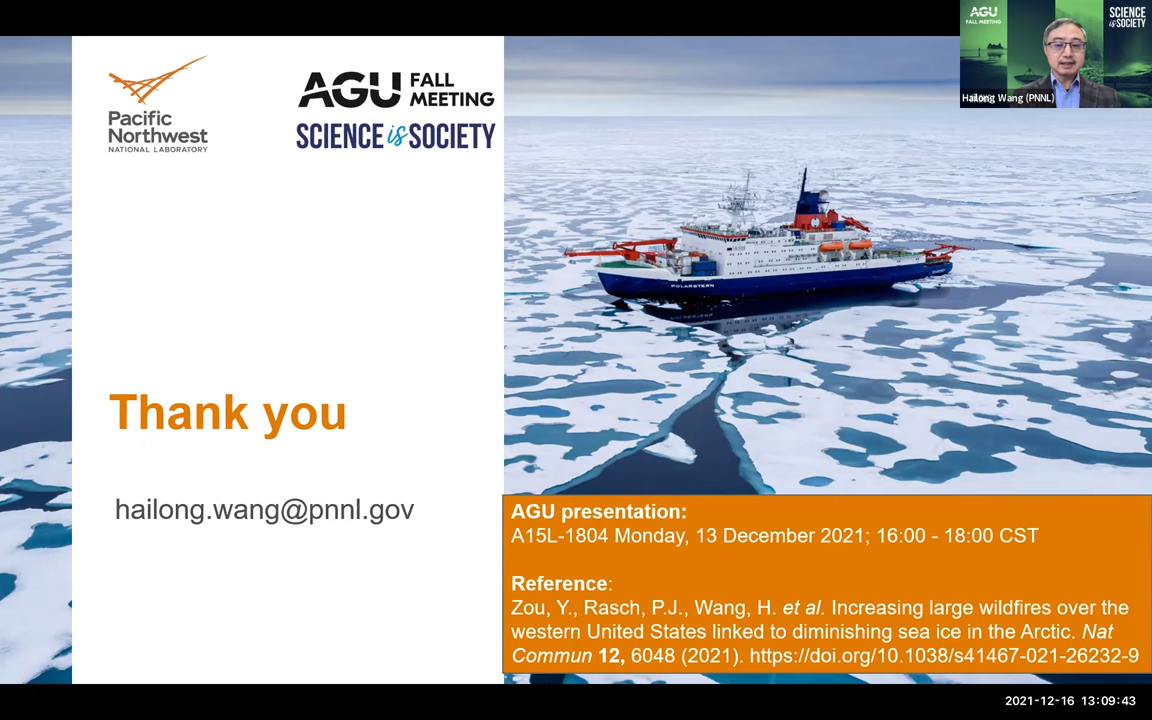 Pacific
Northwest
NATIONAL LABORATORY
AGU FALL
MEETING
SCIENCE is SOCIETY
Thank you
hailong.wang@pnnl.gov
POLARSTERN
AGU presentation:
A15L-1804 Monday, 13 December 2021; 16:00 - 18:00 CST
Reference:
Zou, Y., Rasch, P.J., Wang, H. et al. Increasing large wildfires over the
western United States linked to diminishing sea ice in the Arctic. Nat
Commun 12, 6048 (2021). https://doi.org/10.1038/s41467-021-26232-9
AGU
FALL MEETING
SCIENCE
is SOCIETY
Hailong Wang (PNNL)
2021-12-16 13:09:43